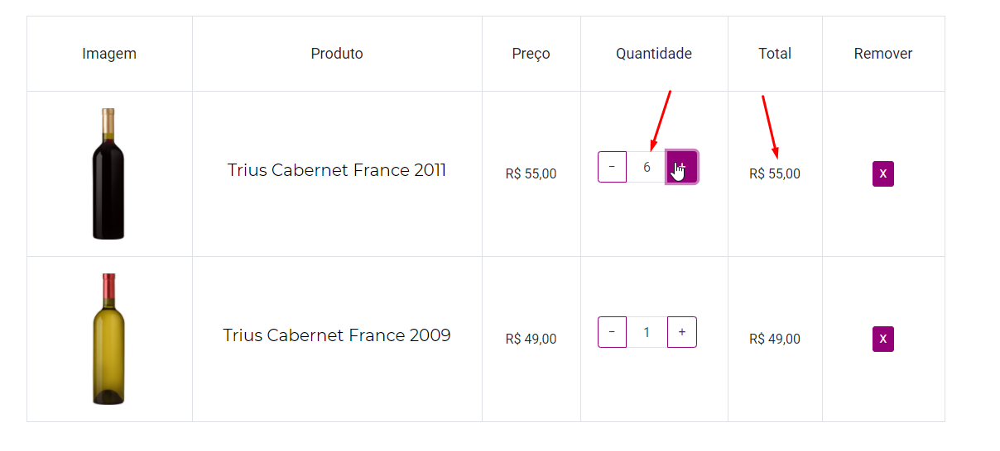 Imagem Produto Preço Quantidade Total Remover
Trius Cabernet France 2011 R$ 55,00 − 6 R$ 55,00 X
Trius Cabernet France 2009 R$ 49,00 − 1 + R$ 49,00 X